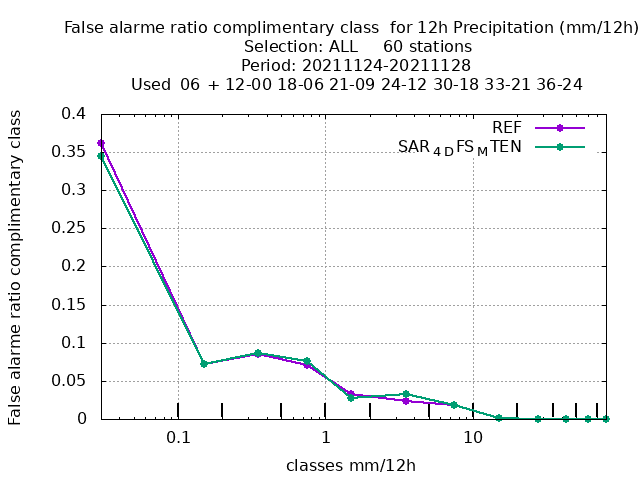 False alarme ratio complimentary class  for 12h Precipitation (mm/12h)
Selection: ALL     60 stations
Period: 20211124-20211128
Used  06 + 12-00 18-06 21-09 24-12 30-18 33-21 36-24
False alarme ratio complimentary class
0.4
0.35
0.3
0.25
0.2
0.15
0.1
0.05
0
REF
SAR4DFSMTEN
0.1
1
10
classes mm/12h